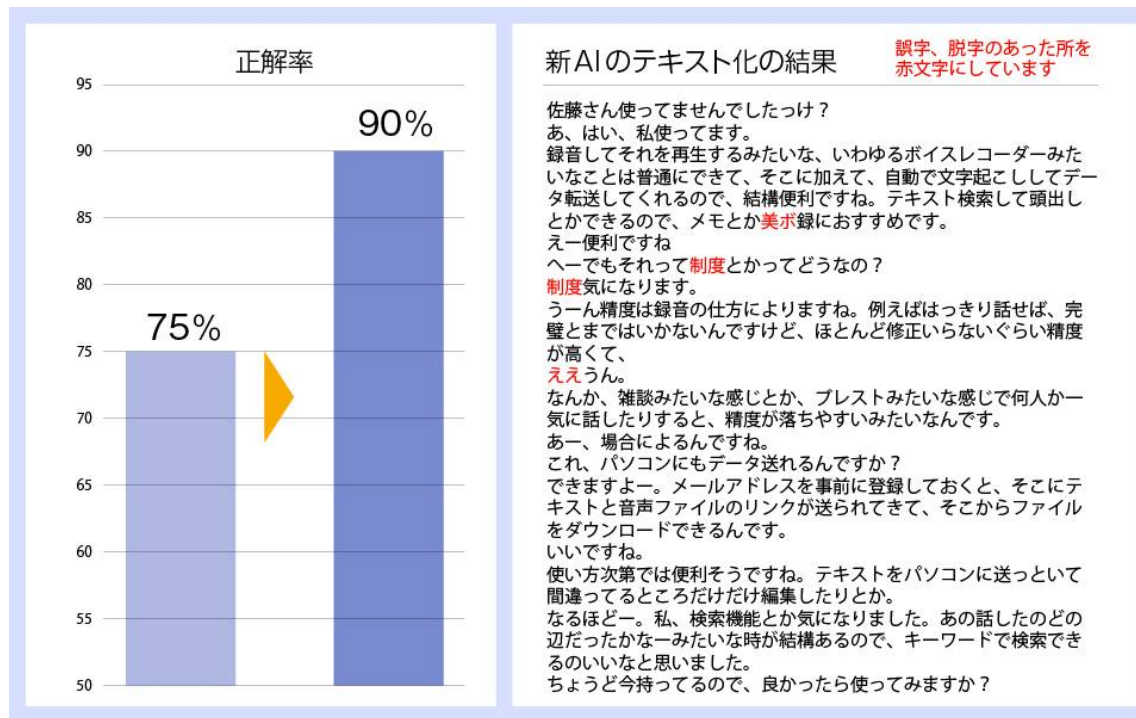 正解率
95
90
85
80
75
70
65
60
55
50
75%
90%
新AIのテキスト化の結果
誤字、脱字のあった所を
赤文字にしています
佐藤さん使ってませんでしたっけ？
あ、はい、私使ってます。
録音してそれを再生するみたいな、いわゆるボイスレコーダーみた
いなことは普通にできて、そこに加えて、自動で文字起こししてデー
タ転送してくれるので、結構便利ですね。テキスト検索して頭出し
とかできるので、メモとか美ボ録におすすめです。
えー便利ですね
へーでもそれって制度とかってどうなの？
制度気になります。
うーん精度は録音の仕方によりますね。例えばはっきり話せば、完
璧とまではいかないんですけど、ほとんど修正いらないぐらい精度
が高くて、
ええうん。
なんか、雑談みたいな感じとか、ブレストみたいな感じで何人か一
気に話したりすると、精度が落ちやすいみたいなんです。
あー、場合によるんですね。
これ、パソコンにもデータ送れるんですか？
できますよー。メールアドレスを事前に登録しておくと、そこにテ
キストと音声ファイルのリンクが送られてきて、そこからファイル
をダウンロードできるんです。
いいですね。
使い方次第では便利そうですね。テキストをパソコンに送っといて
間違ってるところだけだけ編集したりとか。
なるほどー。私、検索機能とか気になりました。あの話したのどの
辺だったかなーみたいな時が結構あるので、キーワードで検索でき
るのいいなと思いました。
ちょうど今持ってるので、良かったら使ってみますか？